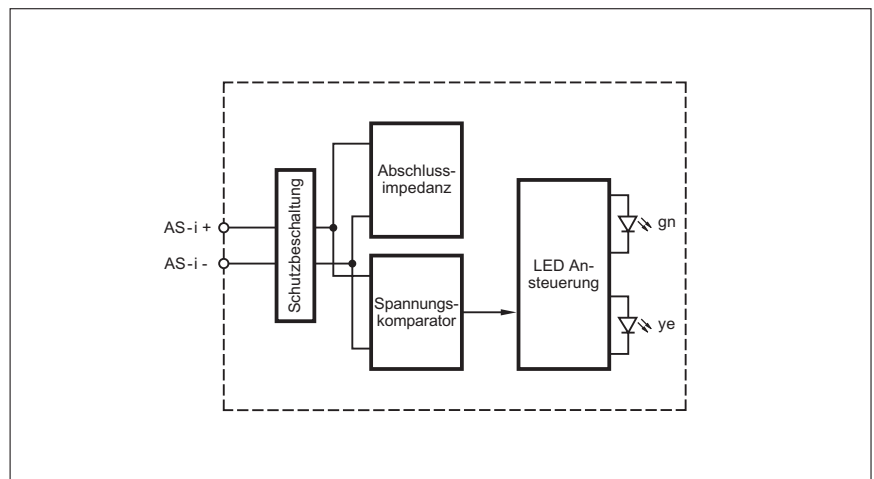 Abschluss-
impedanz
Schutzbeschaltung
AS-i +
AS-i -
Spannungs-
komparator
LED An-
steuerung
gn
ye